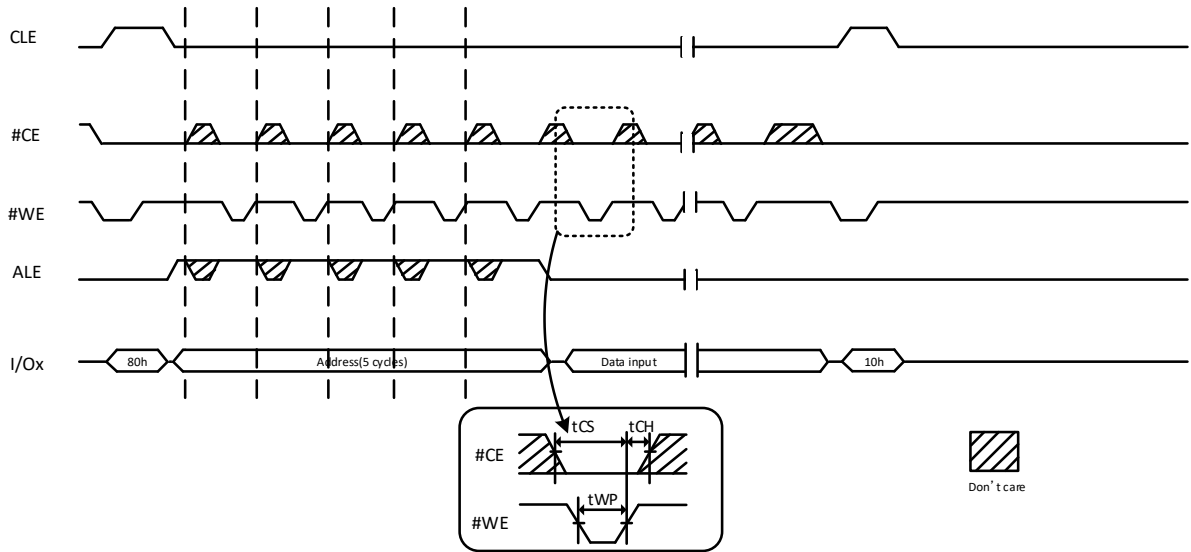 CLE
#CE
#WE
ALE
I/Ox
80h
Address(5 cycles)
Data input
10h
tCS
tCH
#CE
tWP
#WE
Don't care